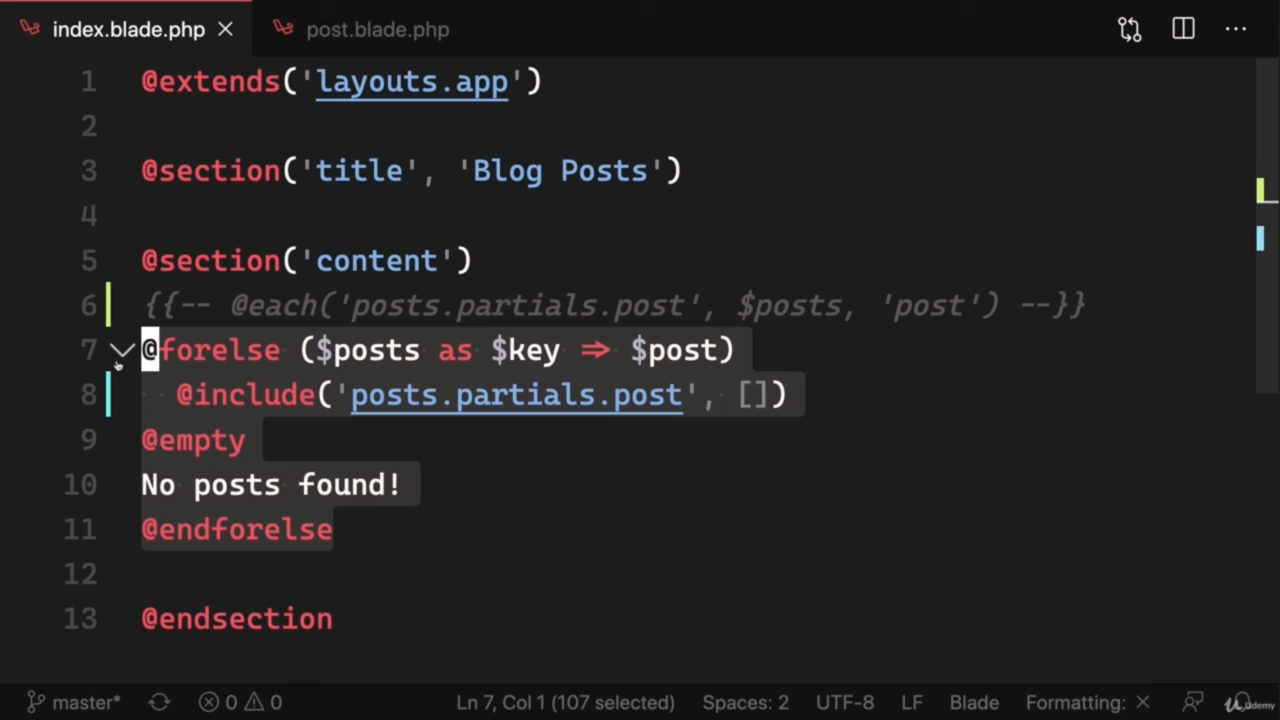 index.blade.php
post.blade.php
1 @extends('layouts.app')
2
3 @section('title', 'Blog Posts')
4
5 @section('content')
6 {{-- @each('posts.partials.post', $posts, 'post') --}}
7 @forelse ($posts as $key => $post)
8 @include('posts.partials.post', [])
9 @empty
10 No posts found!
11 @endforelse
12
13 @endsection
master* 0 0 Ln 7, Col 1 (107 selected) Spaces: 2 UTF-8 LF Blade Formatting: ✕ Udemy